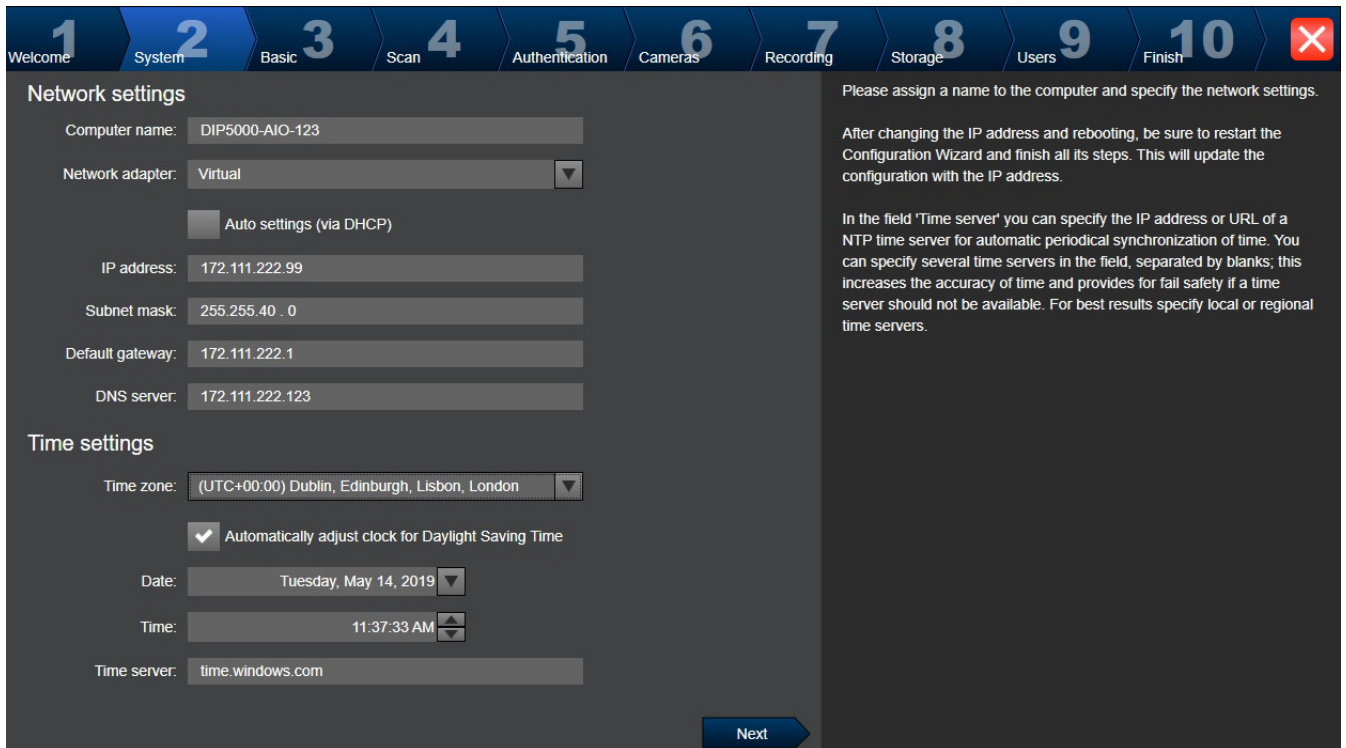 1 Welcome
2 System
3 Basic
4 Scan
5 Authentication
6 Cameras
7 Recording
8 Storage
9 Users
10 Finish
Network settings
Computer name: DIP5000-AIO-123
Network adapter: Virtual
Auto settings (via DHCP)
IP address: 172.111.222.99
Subnet mask: 255.255.40 . 0
Default gateway: 172.111.222.1
DNS server: 172.111.222.123
Time settings
Time zone: (UTC+00:00) Dublin, Edinburgh, Lisbon, London
Automatically adjust clock for Daylight Saving Time
Date: Tuesday, May 14, 2019
Time: 11:37:33 AM
Time server: time.windows.com
Next
Please assign a name to the computer and specify the network settings.
After changing the IP address and rebooting, be sure to restart the
Configuration Wizard and finish all its steps. This will update the
configuration with the IP address.
In the field 'Time server' you can specify the IP address or URL of a
NTP time server for automatic periodical synchronization of time. You
can specify several time servers in the field, separated by blanks; this
increases the accuracy of time and provides for fail safety if a time
server should not be available. For best results specify local or regional
time servers.